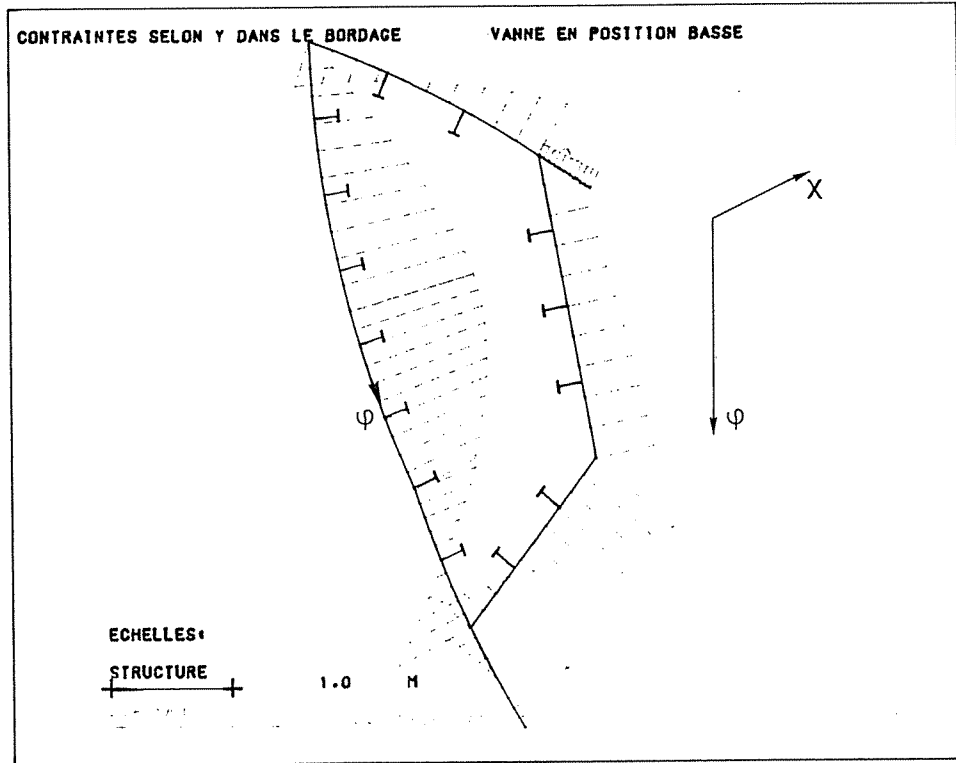 CONTRAINTES SELON Y DANS LE BORDAGE VANNE EN POSITION BASSE
X
φ
φ
ECHELLES:
STRUCTURE 1.0 M